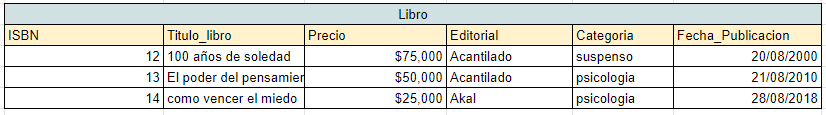 Libro
ISBN Titulo_libro Precio Editorial Categoria Fecha_Publicacion
12 100 años de soledad $75,000 Acantilado suspenso 20/08/2000
13 El poder del pensamier $50,000 Acantilado psicologia 21/08/2010
14 como vencer el miedo $25,000 Akal psicologia 28/08/2018